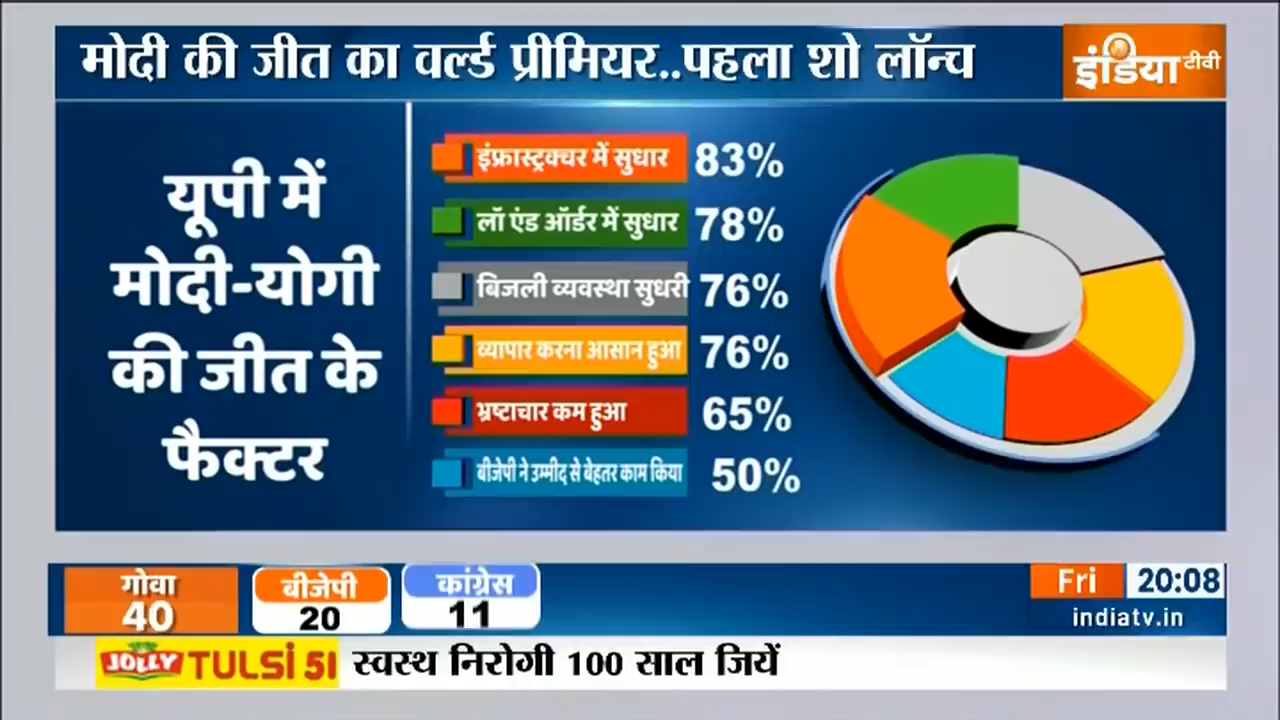 मोदी की जीत का वर्ल्ड प्रीमियर..पहला शो लॉन्च
इंडिया टीवी
यूपी में
मोदी-योगी
की जीत के
फैक्टर
इंफ्रास्ट्रक्चर में सुधार 83%
लॉ एंड ऑर्डर में सुधार 78%
बिजली व्यवस्था सुधरी 76%
व्यापार करना आसान हुआ 76%
भ्रष्टाचार कम हुआ 65%
बीजेपी ने उम्मीद से बेहतर काम किया 50%
गोवा
40
बीजेपी
20
कांग्रेस
11
Fri 20:08
indiatv.in
JOLLY TULSI 51 स्वस्थ निरोगी 100 साल जियें